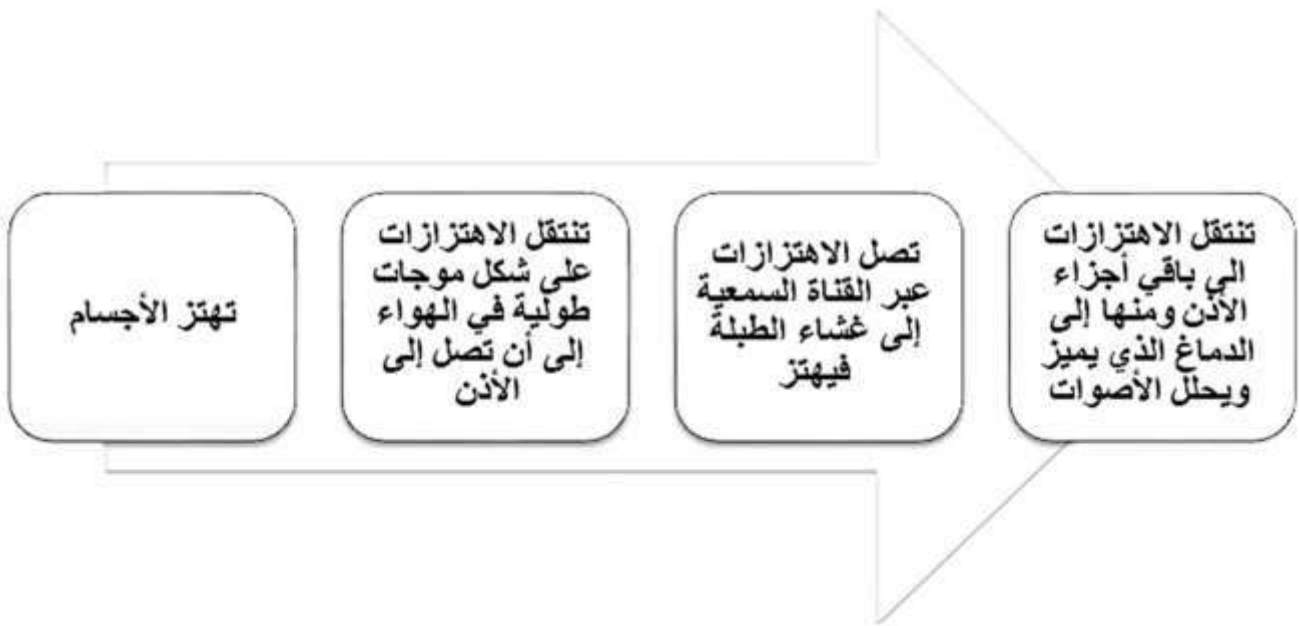 تهتز الأجسام
تنتقل الاهتزازات
على شكل موجات
طولية في الهواء
إلى أن تصل إلى
الأذن
تصل الاهتزازات
عبر القناة السمعية
إلى غشاء الطبلة
فيهتز
تنتقل الاهتزازات
الى باقي أجزاء
الأذن ومنها إلى
الدماغ الذي يميز
ويحلل الأصوات